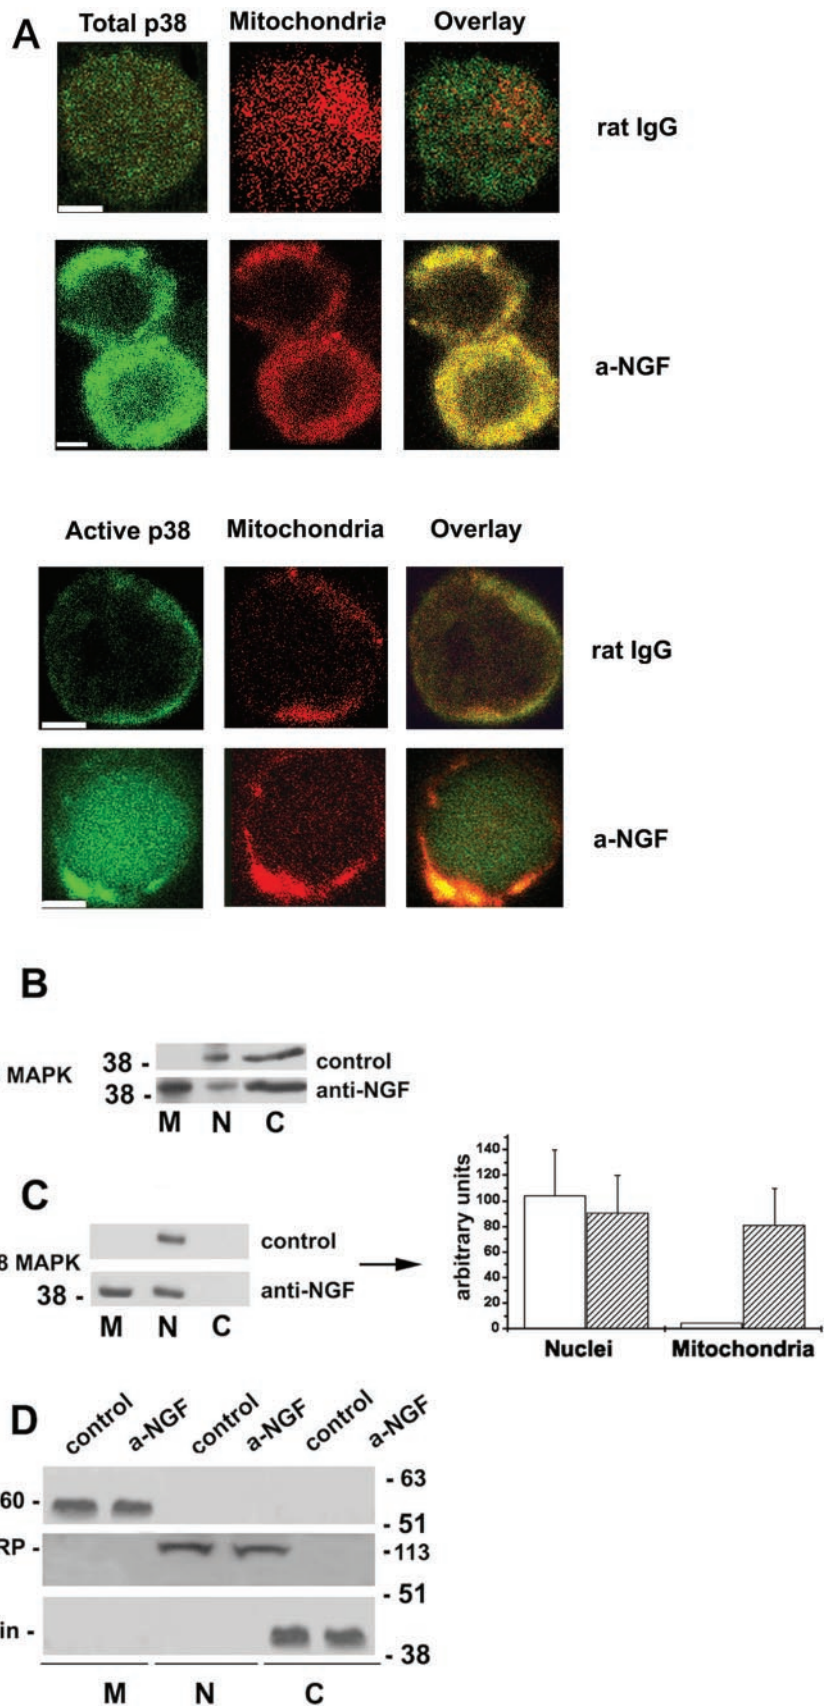 A
Total p38 Mitochondria Overlay
rat IgG
a-NGF
Active p38 Mitochondria Overlay
rat IgG
a-NGF
B
MAPK
38 - control
38 - anti-NGF
M N C
C
8 MAPK
control
38 - anti-NGF
M N C
arbitrary units
140
120
100
80
60
40
20
0
Nuclei Mitochondria
D
control a-NGF control a-NGF control a-NGF
60 -
- 63
- 51
RP -
- 113
- 51
in -
- 38
M N C